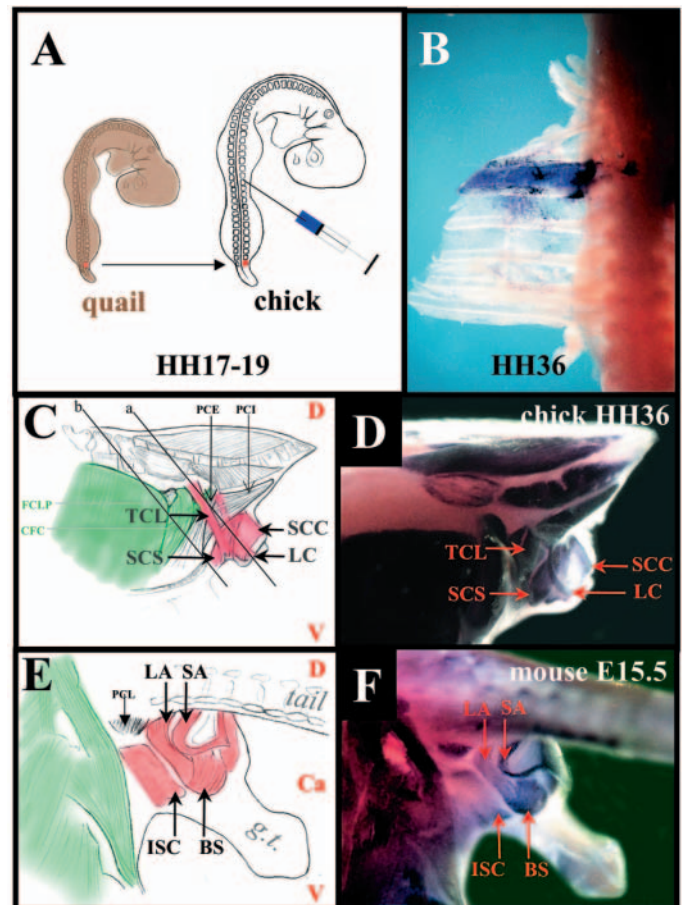 A
quail
chick
HH17-19
B
HH36
C
b
a
PCE
PCI
D
FCLP
CFC
TCL
SCC
SCS
LC
V
D
chick HH36
TCL
SCC
SCS
LC
E
LA
SA
D
PCL
tail
Ca
ISC
BS
g.t.
V
F
mouse E15.5
LA
SA
ISC
BS